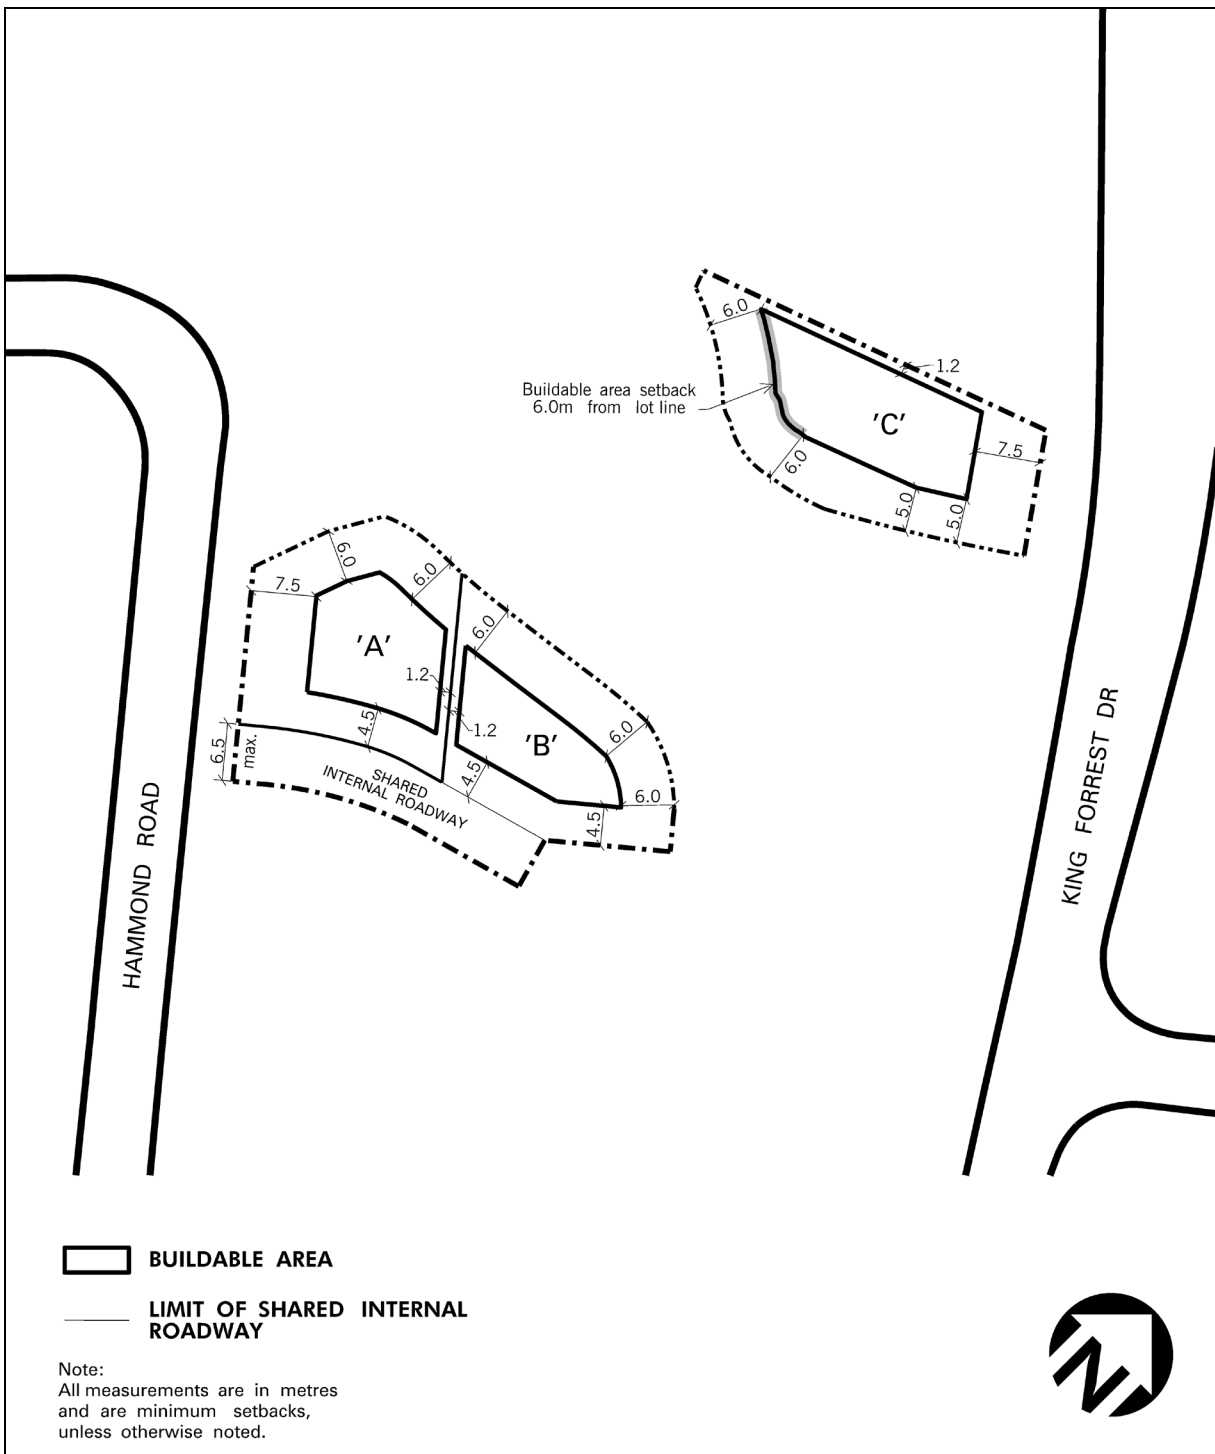 6.0
1.2
Buildable area setback
6.0m from lot line
'C'
7.5
6.0
5.0
5.0
6.0
6.0
7.5
6.0
'A'
1.2
1.2
'B'
6.0
4.5
6.5
max.
4.5
6.0
4.5
SHARED
INTERNAL ROADWAY
HAMMOND ROAD
KING FORREST DR
BUILDABLE AREA
LIMIT OF SHARED INTERNAL
ROADWAY
Note:
All measurements are in metres
and are minimum setbacks,
unless otherwise noted.
N